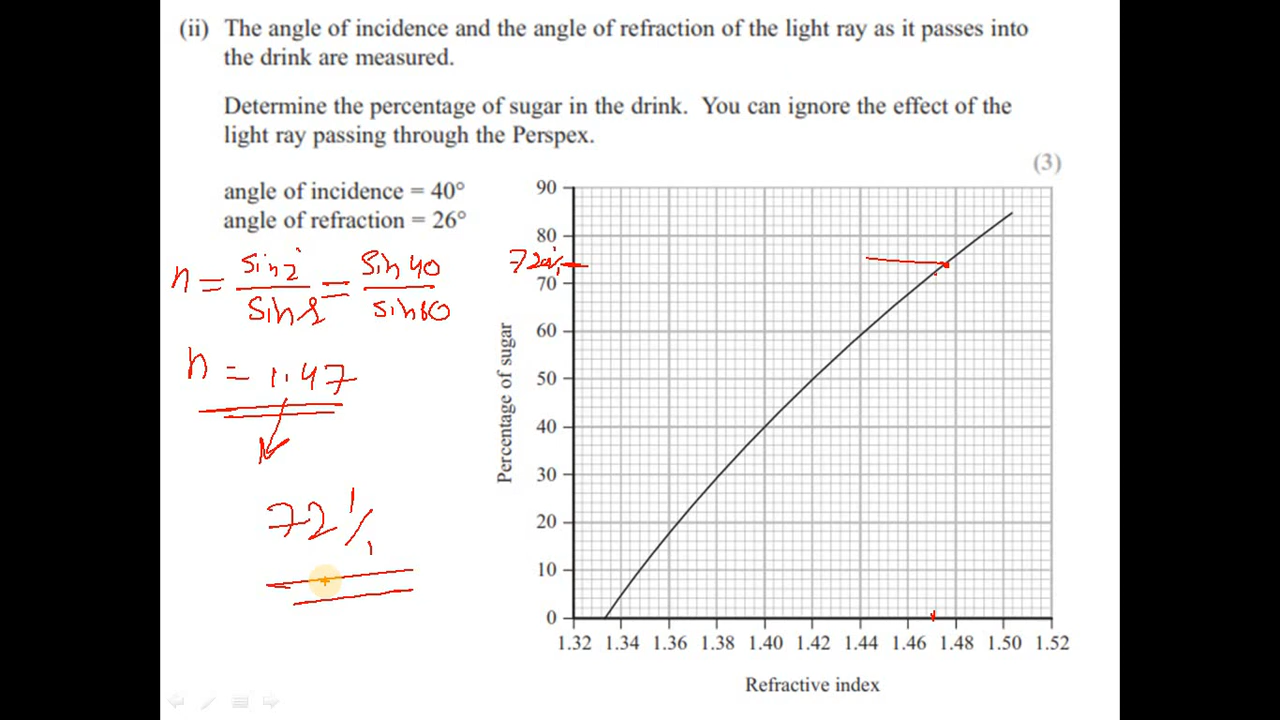 (ii) The angle of incidence and the angle of refraction of the light ray as it passes into
the drink are measured.
Determine the percentage of sugar in the drink. You can ignore the effect of the
light ray passing through the Perspex.
(3)
angle of incidence = 40°
angle of refraction = 26°
n = sin i / sin r = sin 40 / sin 60
n = 1.47
72%
90
80
72%
70
60
50
40
30
20
10
0
Percentage of sugar
1.32 1.34 1.36 1.38 1.40 1.42 1.44 1.46 1.48 1.50 1.52
Refractive index